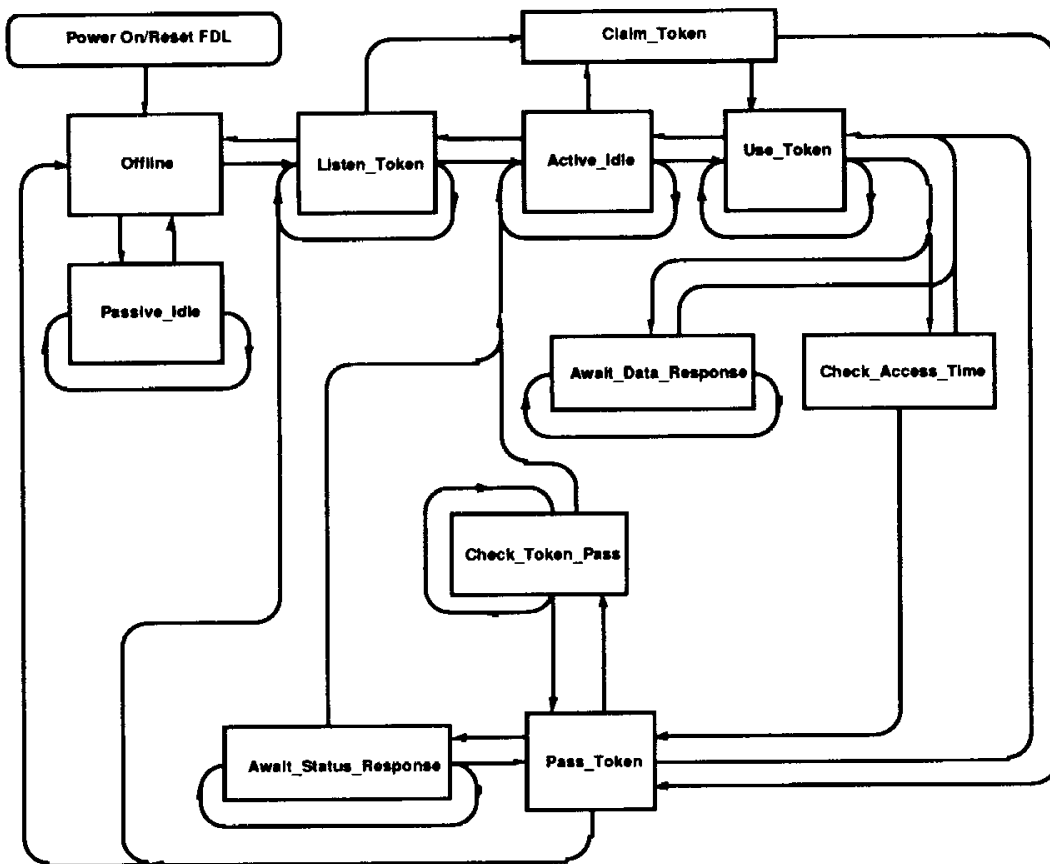 Power On/Reset FDL
Claim_Token
Offline
Listen_Token
Active_Idle
Use_Token
Passive_Idle
Await_Data_Response
Check_Access_Time
Check_Token_Pass
Await_Status_Response
Pass_Token